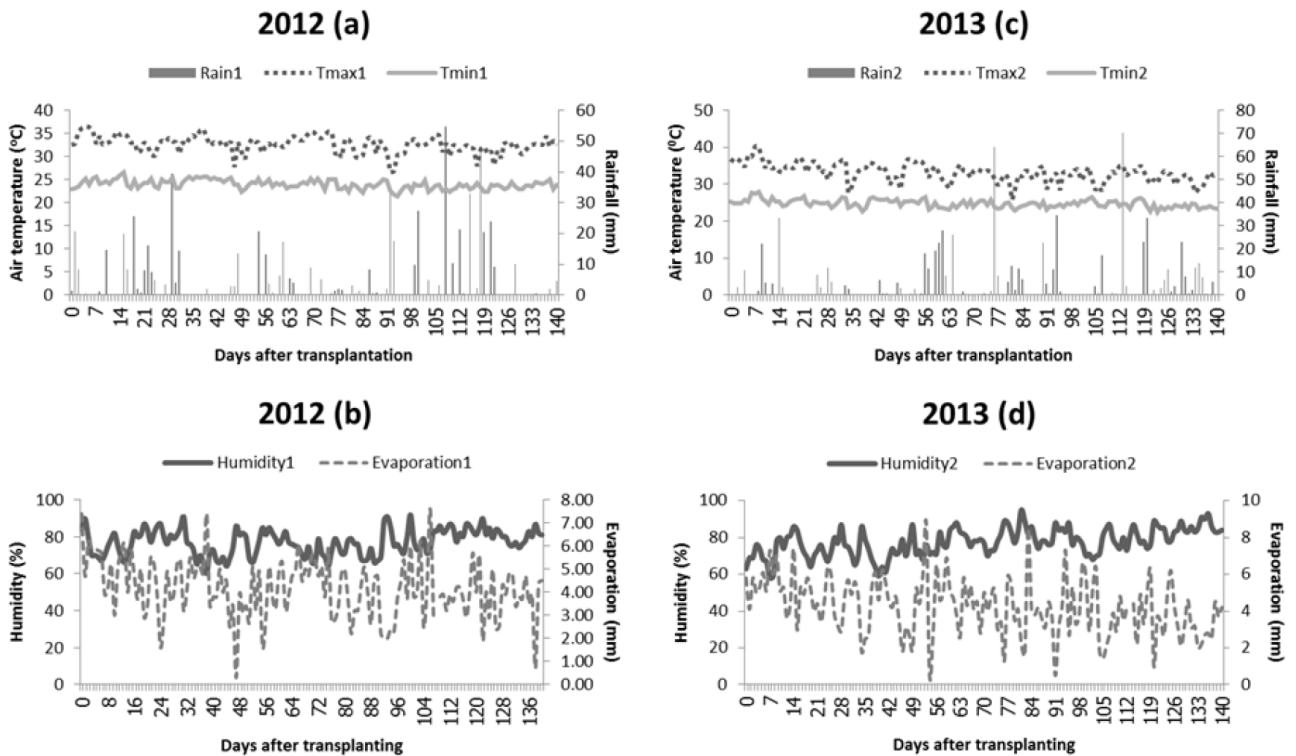 2012 (a)
Rain1 Tmax1 Tmin1
Air temperature (ºC)
40
35
30
25
20
15
10
5
0
60
50
40
30
20
10
0
Rainfall (mm)
0 7 14 21 28 35 42 49 56 63 70 77 84 91 98 105 112 119 126 133 140
Days after transplantation
2013 (c)
Rain2 Tmax2 Tmin2
Air temperature (ºC)
50
40
30
20
10
0
80
70
60
50
40
30
20
10
0
Rainfall (mm)
0 7 14 21 28 35 42 49 56 63 70 77 84 91 98 105 112 119 126 133 140
Days after transplantation
2012 (b)
Humidity1 Evaporation1
Humidity (%)
100
80
60
40
20
0
8.00
7.00
6.00
5.00
4.00
3.00
2.00
1.00
0.00
Evaporation (mm)
0 8 16 24 32 40 48 56 64 72 80 88 96 104 112 120 128 136
Days after transplanting
2013 (d)
Humidity2 Evaporation2
Humidity (%)
100
80
60
40
20
0
10
8
6
4
2
0
Evaporation (mm)
0 7 14 21 28 35 42 49 56 63 70 77 84 91 98 105 112 119 126 133 140
Days after transplanting